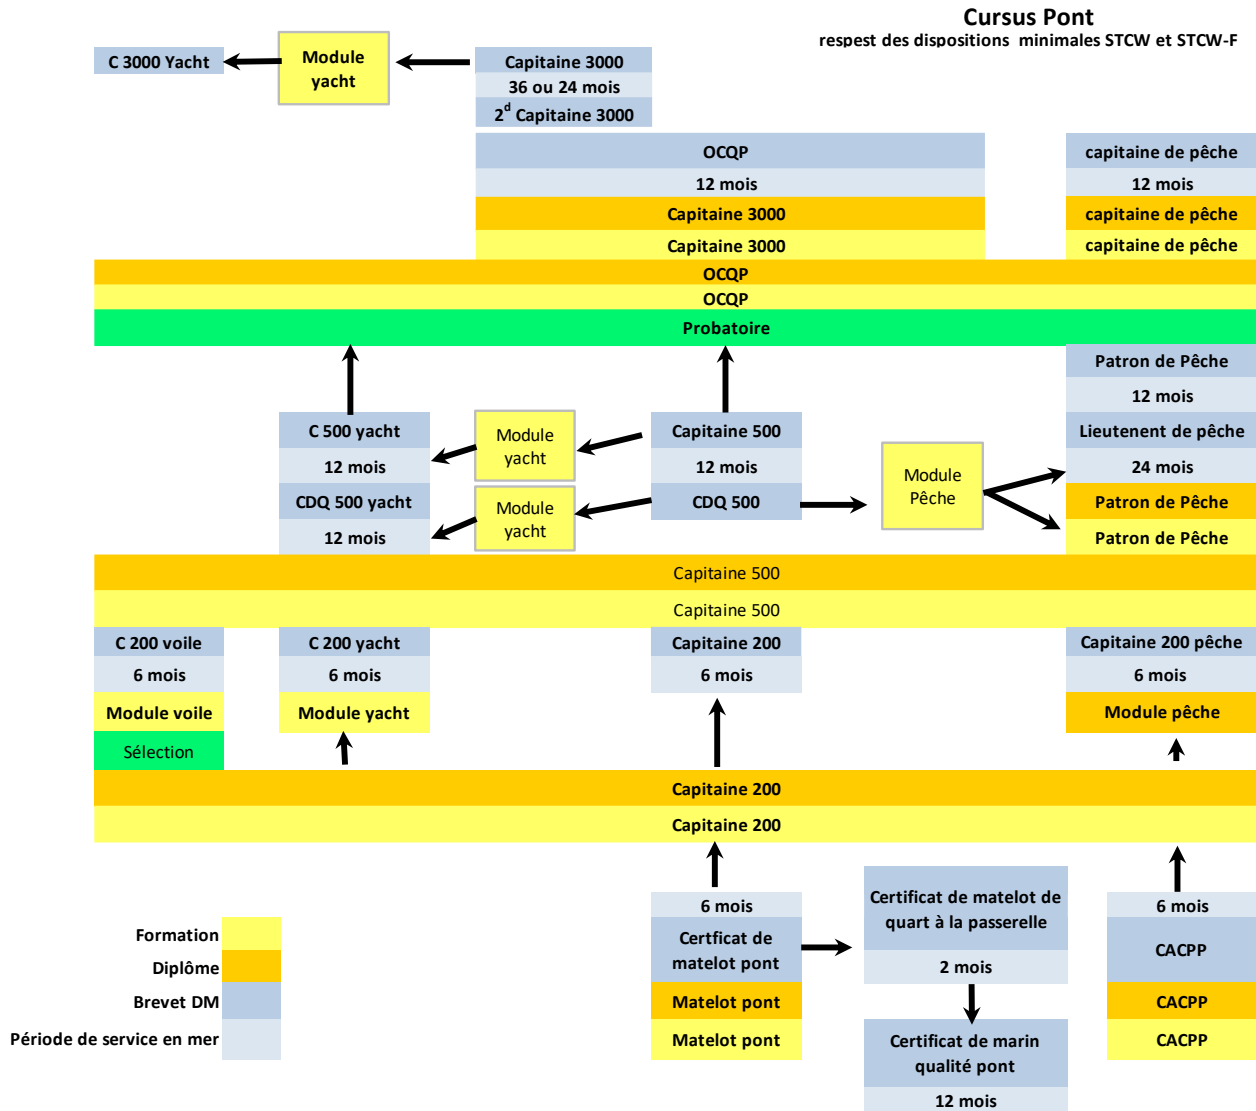 Cursus Pont
respest des dispositions minimales STCW et STCW-F
C 3000 Yacht
Module
yacht
Capitaine 3000
36 ou 24 mois
2d Capitaine 3000
OCQP
12 mois
Capitaine 3000
Capitaine 3000
capitaine de pêche
12 mois
capitaine de pêche
capitaine de pêche
OCQP
OCQP
Probatoire
C 500 yacht
12 mois
CDQ 500 yacht
12 mois
Module
yacht
Module
yacht
Capitaine 500
12 mois
CDQ 500
Module
Pêche
Patron de Pêche
12 mois
Lieutenent de pêche
24 mois
Patron de Pêche
Patron de Pêche
Capitaine 500
Capitaine 500
C 200 voile
6 mois
Module voile
Sélection
C 200 yacht
6 mois
Module yacht
Capitaine 200
6 mois
Capitaine 200 pêche
6 mois
Module pêche
Capitaine 200
Capitaine 200
6 mois
Certficat de
matelot pont
Matelot pont
Matelot pont
Certificat de matelot de
quart à la passerelle
2 mois
Certificat de marin
qualité pont
12 mois
6 mois
CACPP
CACPP
CACPP
Formation
Diplôme
Brevet DM
Période de service en mer